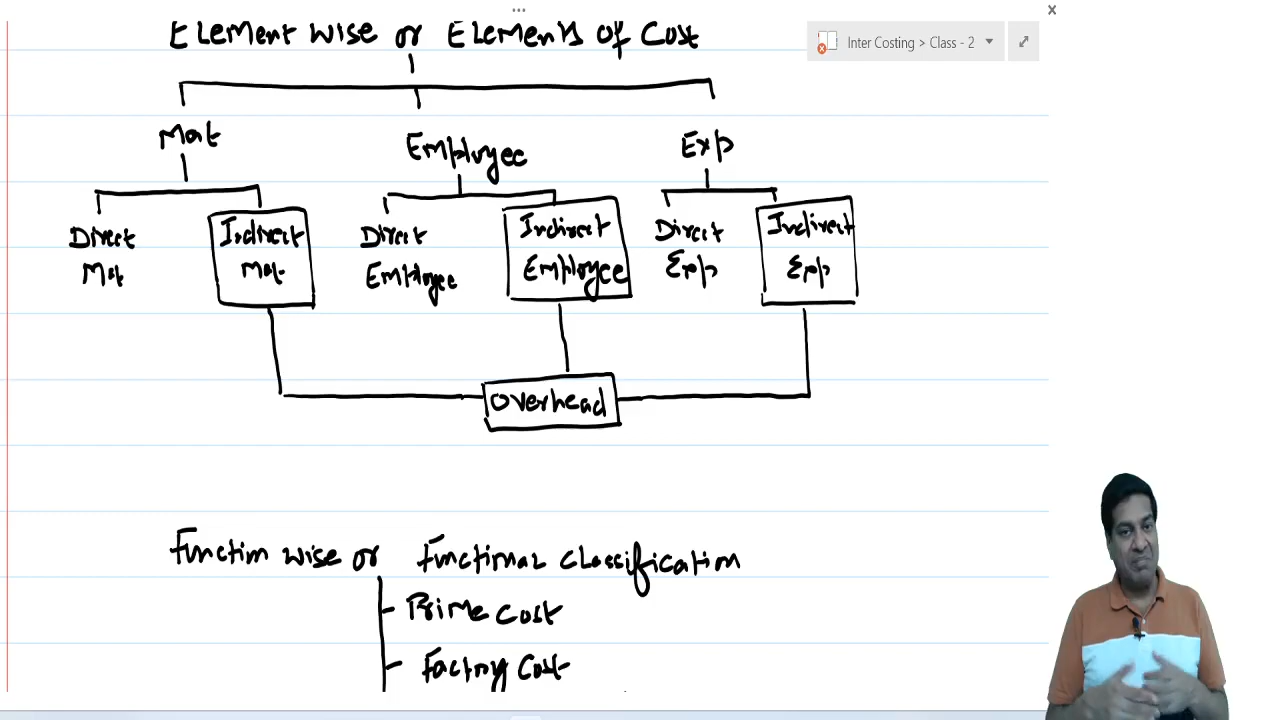 Element wise or Elements of Cost
Inter Costing > Class - 2
Mat Employee Exp
Direct Mat
Indirect Mat
Direct Employee
Indirect Employee
Direct Exp
Indirect Exp
Overhead
Function wise or Functional classification
Prime Cost
Factory Cost